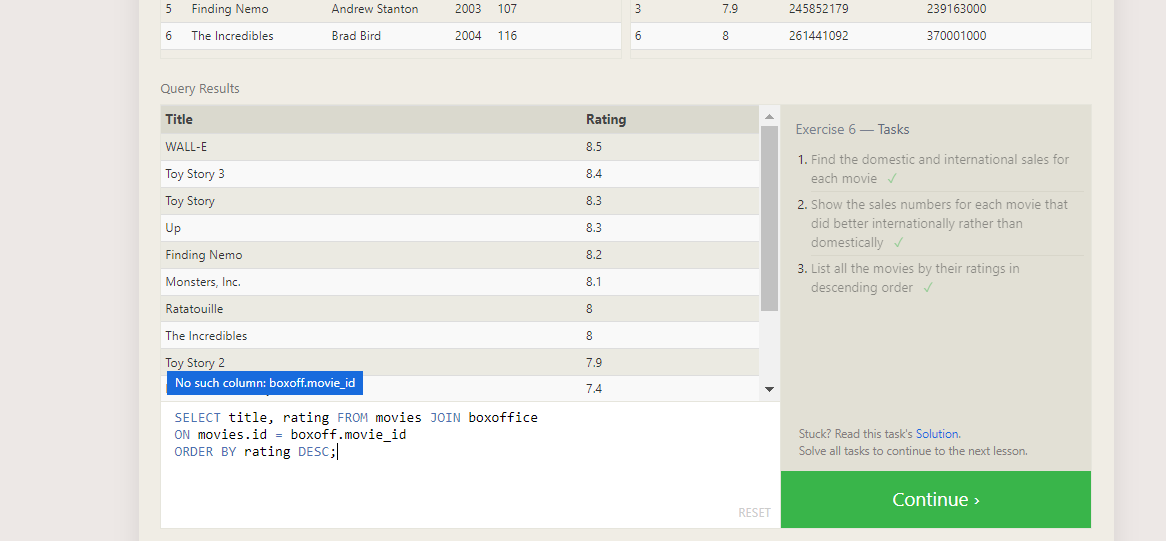 5 Finding Nemo Andrew Stanton 2003 107
6 The Incredibles Brad Bird 2004 116
3 7.9 245852179 239163000
6 8 261441092 370001000
Query Results
Title Rating
WALL-E 8.5
Toy Story 3 8.4
Toy Story 8.3
Up 8.3
Finding Nemo 8.2
Monsters, Inc. 8.1
Ratatouille 8
The Incredibles 8
Toy Story 2 7.9
7.4
No such column: boxoff.movie_id
SELECT title, rating FROM movies JOIN boxoffice
ON movies.id = boxoff.movie_id
ORDER BY rating DESC;
RESET
Exercise 6 — Tasks
1. Find the domestic and international sales for
each movie ✓
2. Show the sales numbers for each movie that
did better internationally rather than
domestically ✓
3. List all the movies by their ratings in
descending order ✓
Stuck? Read this task's Solution.
Solve all tasks to continue to the next lesson.
Continue ›